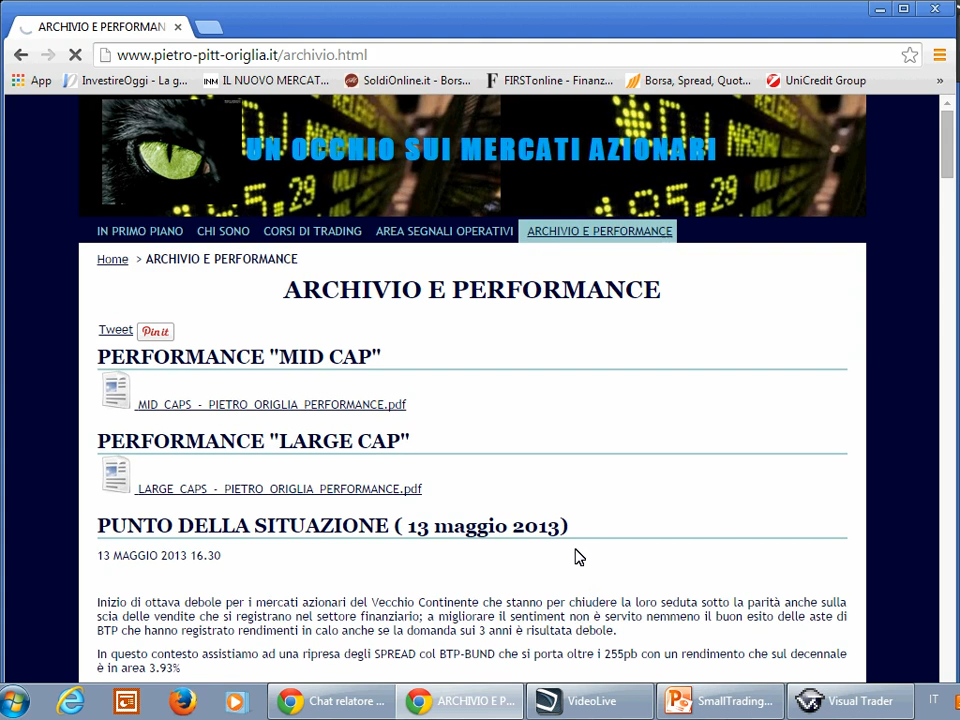 ARCHIVIO E PERFORMAN
www.pietro-pitt-origlia.it/archivio.html
App InvestireOggi - La g... INM IL NUOVO MERCAT... SoldiOnline.it - Bors... F FIRSTonline - Finanz... Borsa, Spread, Quot... UniCredit Group »
UN OCCHIO SUI MERCATI AZIONARI
IN PRIMO PIANO CHI SONO CORSI DI TRADING AREA SEGNALI OPERATIVI ARCHIVIO E PERFORMANCE
Home > ARCHIVIO E PERFORMANCE
ARCHIVIO E PERFORMANCE
Tweet Pin it
PERFORMANCE "MID CAP"
MID_CAPS_-_PIETRO_ORIGLIA_PERFORMANCE.pdf
PERFORMANCE "LARGE CAP"
LARGE_CAPS_-_PIETRO_ORIGLIA_PERFORMANCE.pdf
PUNTO DELLA SITUAZIONE ( 13 maggio 2013)
13 MAGGIO 2013 16.30
Inizio di ottava debole per i mercati azionari del Vecchio Continente che stanno per chiudere la loro seduta sotto la parità anche sulla
scia delle vendite che si registrano nel settore finanziario; a migliorare il sentiment non è servito nemmeno il buon esito delle aste di
BTP che hanno registrato rendimenti in calo anche se la domanda sui 3 anni è risultata debole.
In questo contesto assistiamo ad una ripresa degli SPREAD col BTP-BUND che si porta oltre i 255pb con un rendimento che sul decennale
è in area 3.93%
Chat relatore ... ARCHIVIO E P... VideoLive SmallTrading... Visual Trader IT